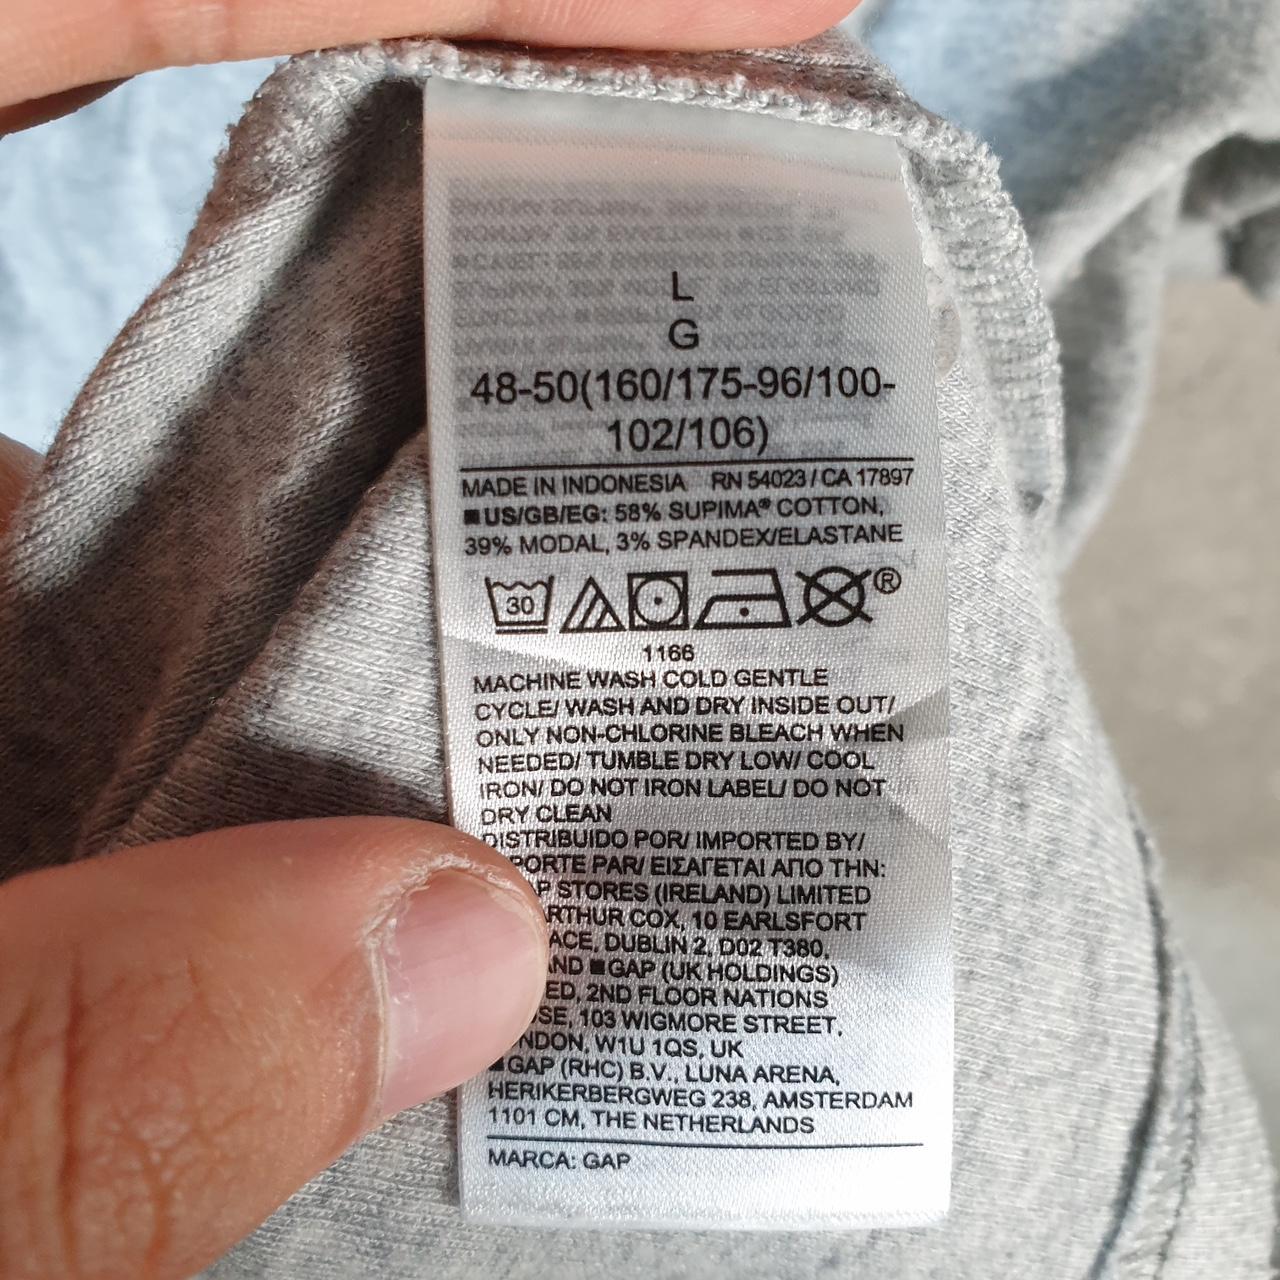 L
G
48-50(160/175-96/100-
102/106)
MADE IN INDONESIA RN 54023 / CA 17897
■US/GB/EG: 58% SUPIMA® COTTON,
39% MODAL, 3% SPANDEX/ELASTANE
30 ®
1166
MACHINE WASH COLD GENTLE
CYCLE/ WASH AND DRY INSIDE OUT/
ONLY NON-CHLORINE BLEACH WHEN
NEEDED/ TUMBLE DRY LOW/ COOL
IRON/ DO NOT IRON LABEL/ DO NOT
DRY CLEAN
DISTRIBUIDO POR/ IMPORTED BY/
PORTE PAR/ ΕΙΣΑΓΕΤΑΙ ΑΠΟ ΤΗΝ:
P STORES (IRELAND) LIMITED
ARTHUR COX, 10 EARLSFORT
ACE, DUBLIN 2, D02 T380,
AND ■GAP (UK HOLDINGS)
ED, 2ND FLOOR NATIONS
SE, 103 WIGMORE STREET,
NDON, W1U 1QS, UK
■GAP (RHC) B.V., LUNA ARENA,
HERIKERBERGWEG 238, AMSTERDAM
1101 CM, THE NETHERLANDS
MARCA: GAP